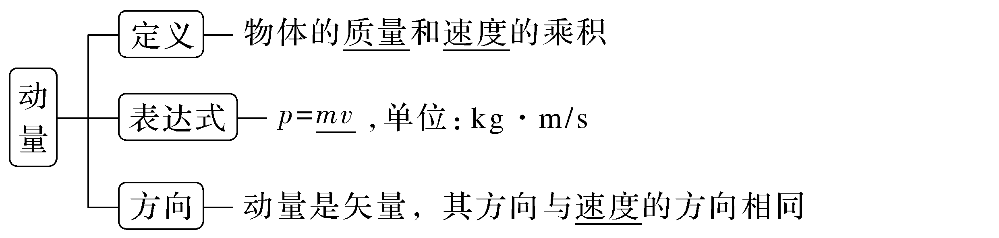 定义 物体的质量和速度的乘积
动量
表达式 p=mv ,单位:kg·m/s
方向 动量是矢量，其方向与速度的方向相同